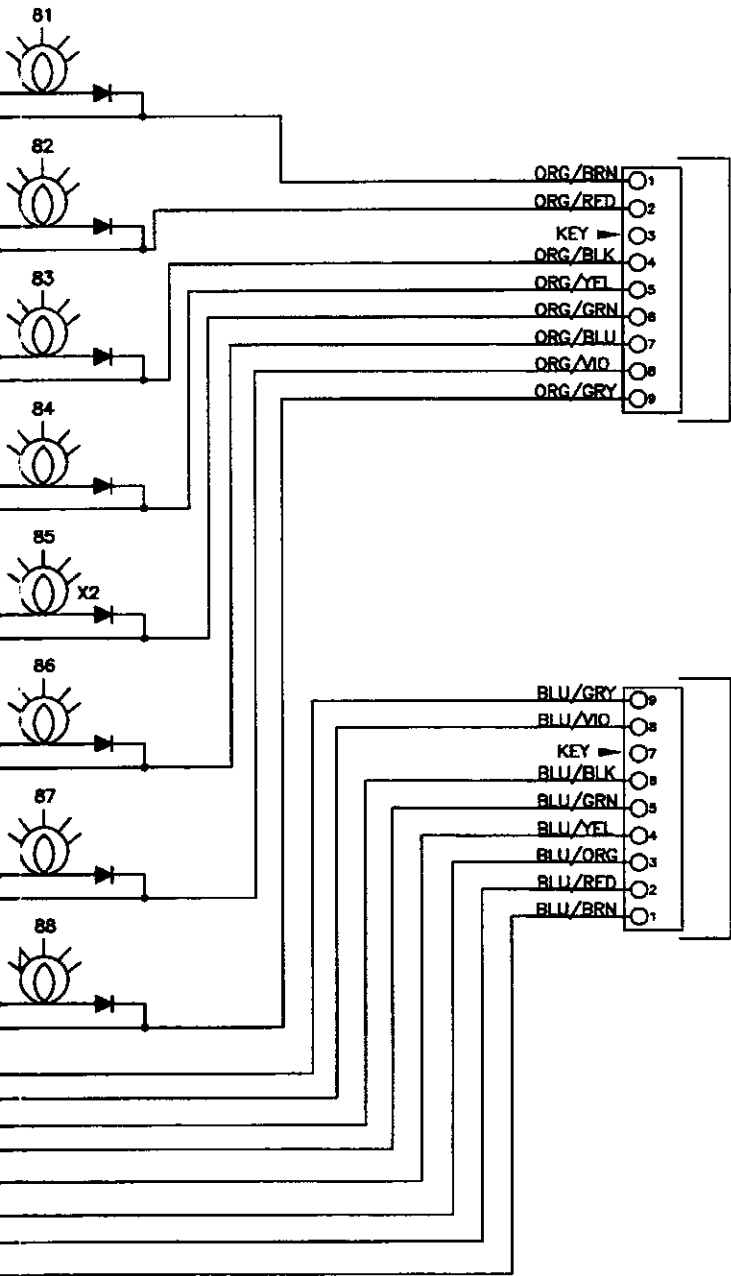 81
82
ORG/BRN 1
ORG/RED 2
KEY 3
ORG/BLK 4
83
ORG/YEL 5
ORG/GRN 6
ORG/BLU 7
ORG/VIO 8
ORG/GRY 9
84
85
X2
86
BLU/GRY 9
BLU/VIO 8
KEY 7
BLU/BLK 6
87
BLU/GRN 5
BLU/YEL 4
BLU/ORG 3
BLU/RED 2
BLU/BRN 1
88